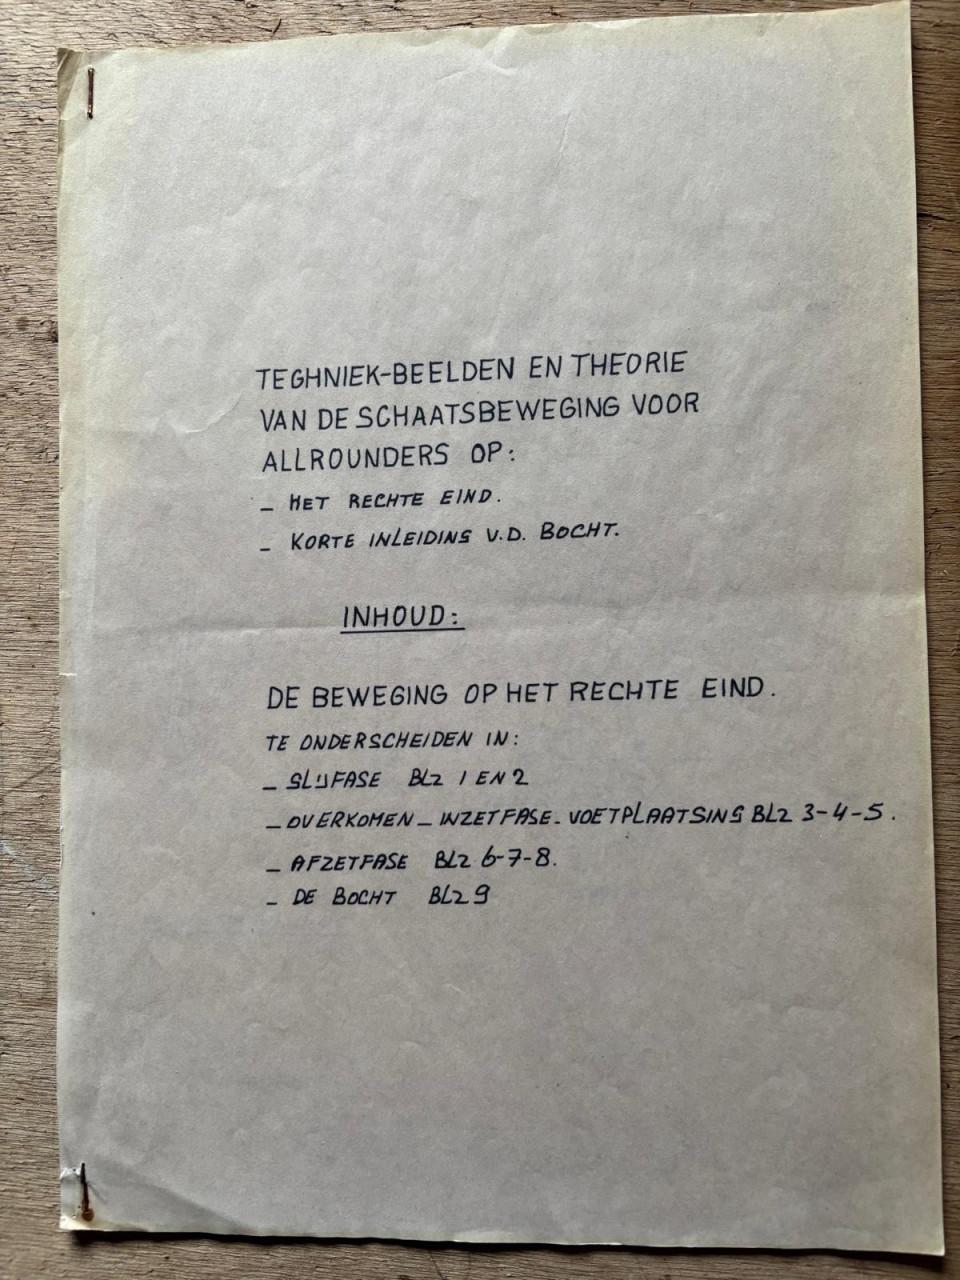 TEGHNIEK-BEELDEN EN THEORIE
VAN DE SCHAATSBEWEGING VOOR
ALLROUNDERS OP:
- HET RECHTE EIND.
- KORTE INLEIDING V.D. BOCHT.
INHOUD:
DE BEWEGING OP HET RECHTE EIND.
TE ONDERSCHEIDEN IN:
- GLIJFASE BLZ 1 EN 2
- OVERKOMEN - INZETFASE - VOETPLAATSING BLZ 3-4-5.
- AFZETFASE BLZ 6-7-8.
- DE BOCHT BLZ 9